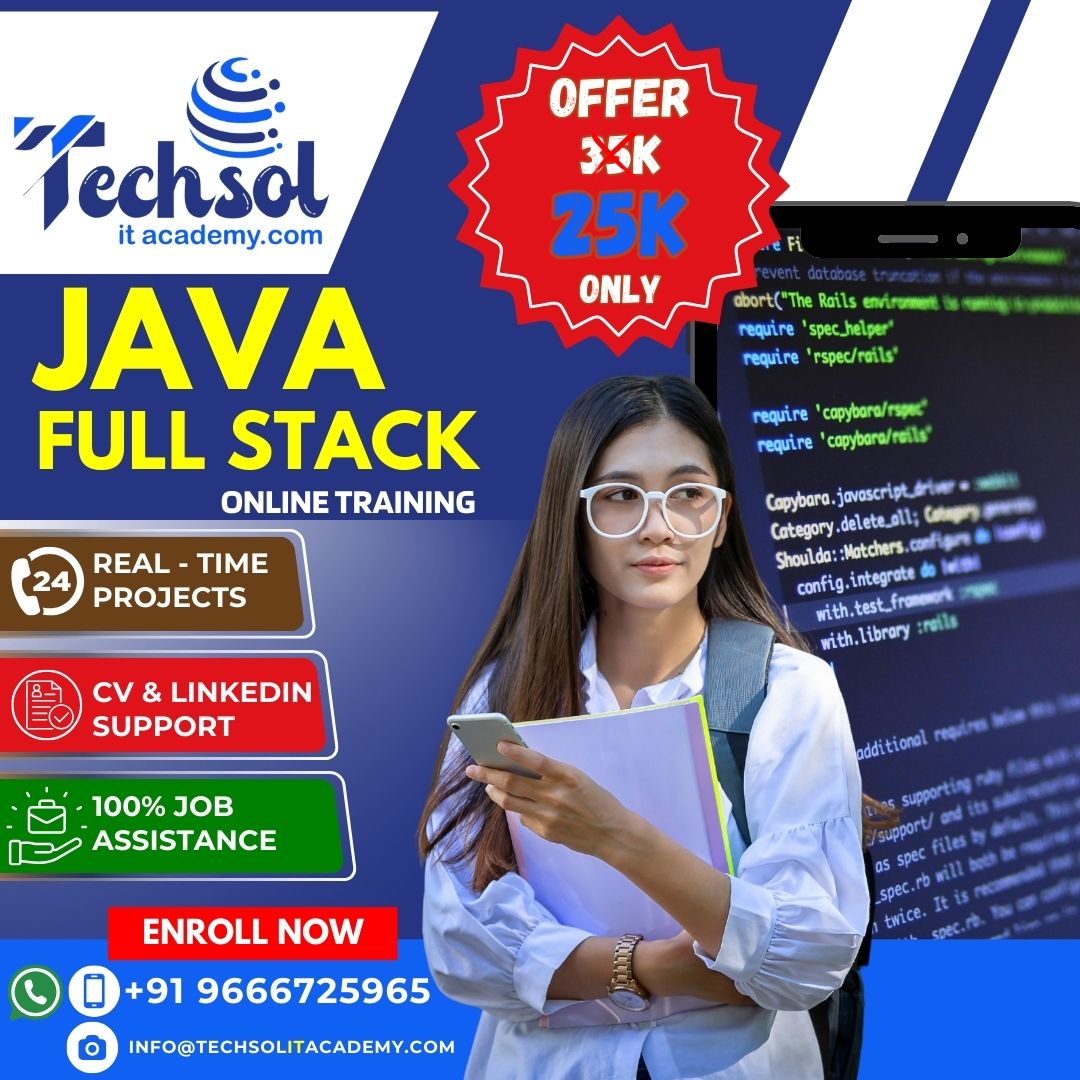 Techsol
it academy.com
OFFER
35K
25K
ONLY
JAVA
FULL STACK
ONLINE TRAINING
24
REAL - TIME
PROJECTS
CV & LINKEDIN
SUPPORT
100% JOB
ASSISTANCE
ENROLL NOW
+91 9666725965
INFO@TECHSOLITACADEMY.COM
revent database truncation if the environment
abort("The Rails environment is running in
require 'spec_helper'
require 'rspec/rails'
require 'capybara/rspec'
require 'capybara/rails'
Capybara.javascript_driver =
Category.delete_all; Category
Shoulda::Matchers.configure do
config.integrate do
with.test_framework :rspec
with.library :rails
additional requires below this line
supporting ruby files with
/support/ and its subdirectories
as spec files by default. This
_spec.rb will both be required
twice. It is recommended that
spec.rb. You can configure